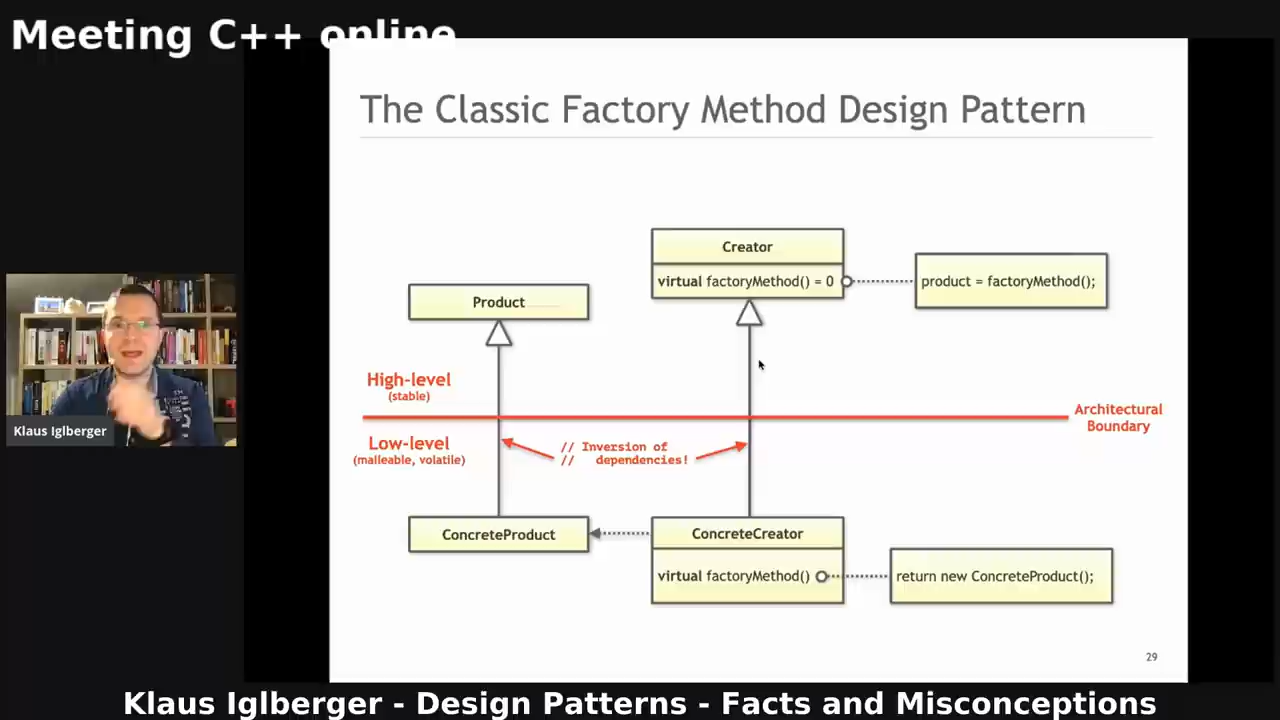 Meeting C++ online
The Classic Factory Method Design Pattern
Creator
virtual factoryMethod() = 0
product = factoryMethod();
Product
High-level
(stable)
Architectural
Boundary
Low-level
(malleable, volatile)
// Inversion of
// dependencies!
Klaus Iglberger
ConcreteProduct
ConcreteCreator
virtual factoryMethod()
return new ConcreteProduct();
29
Klaus Iglberger - Design Patterns - Facts and Misconceptions